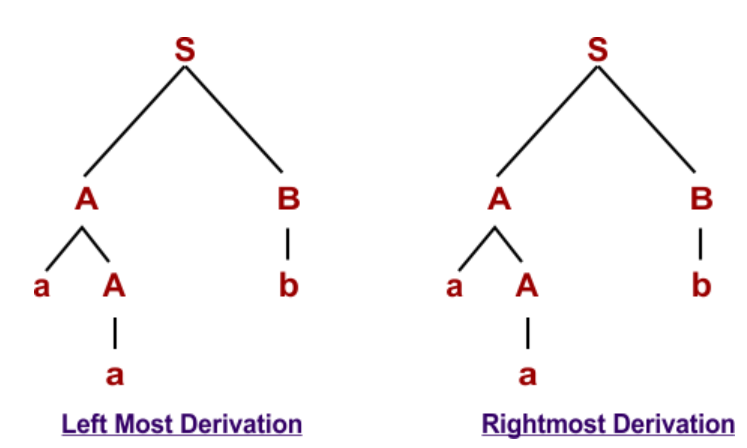 S S
A B A B
a A b a A b
a a
Left Most Derivation Rightmost Derivation